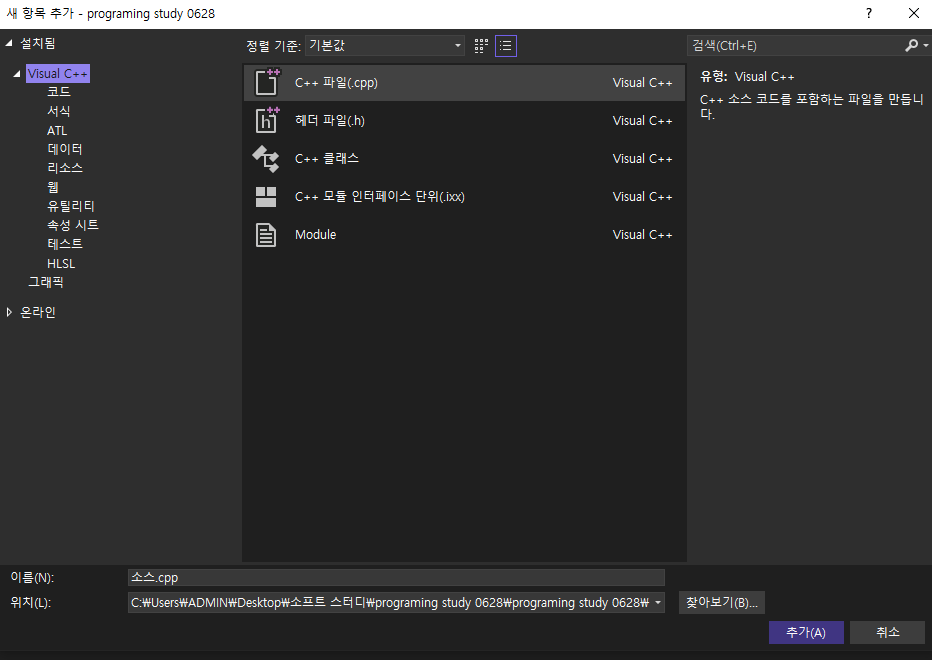 새 항목 추가 - programing study 0628
?
설치됨
Visual C++
코드
서식
ATL
데이터
리소스
웹
유틸리티
속성 시트
테스트
HLSL
그래픽
온라인
정렬 기준: 기본값
C++ 파일(.cpp) Visual C++
헤더 파일(.h) Visual C++
C++ 클래스 Visual C++
C++ 모듈 인터페이스 단위(.ixx) Visual C++
Module Visual C++
검색(Ctrl+E)
유형: Visual C++
C++ 소스 코드를 포함하는 파일을 만듭니
다.
이름(N): 소스.cpp
위치(L): C:₩Users₩ADMIN₩Desktop₩소프트 스터디₩programing study 0628₩programing study 0628₩ 찾아보기(B)...
추가(A) 취소